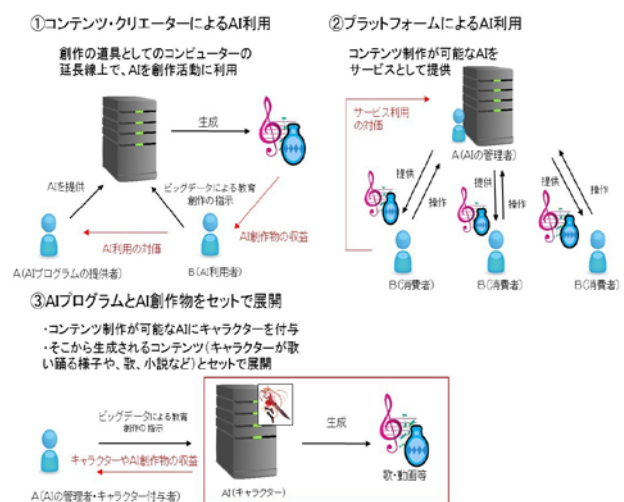 ①コンテンツ・クリエーターによるAI利用
創作の道具としてのコンピューターの
延長線上で、AIを創作活動に利用
生成
AIを提供
ビッグデータによる教育
創作の指示
AI利用の対価
AI創作物の収益
A(AIプログラムの提供者)
B(AI利用者)
②プラットフォームによるAI利用
コンテンツ制作が可能なAIを
サービスとして提供
サービス利用
の対価
A(AIの管理者)
提供
操作
提供
操作
提供
操作
B(消費者)
B(消費者)
B(消費者)
③AIプログラムとAI創作物をセットで展開
・コンテンツ制作が可能なAIにキャラクターを付与
・そこから生成されるコンテンツ(キャラクターが歌
い踊る様子や、歌、小説など)とセットで展開
ビッグデータによる教育
創作の指示
生成
キャラクターやAI創作物の収益
A(AIの管理者・キャラクター付与者)
AI(キャラクター)
歌・動画等